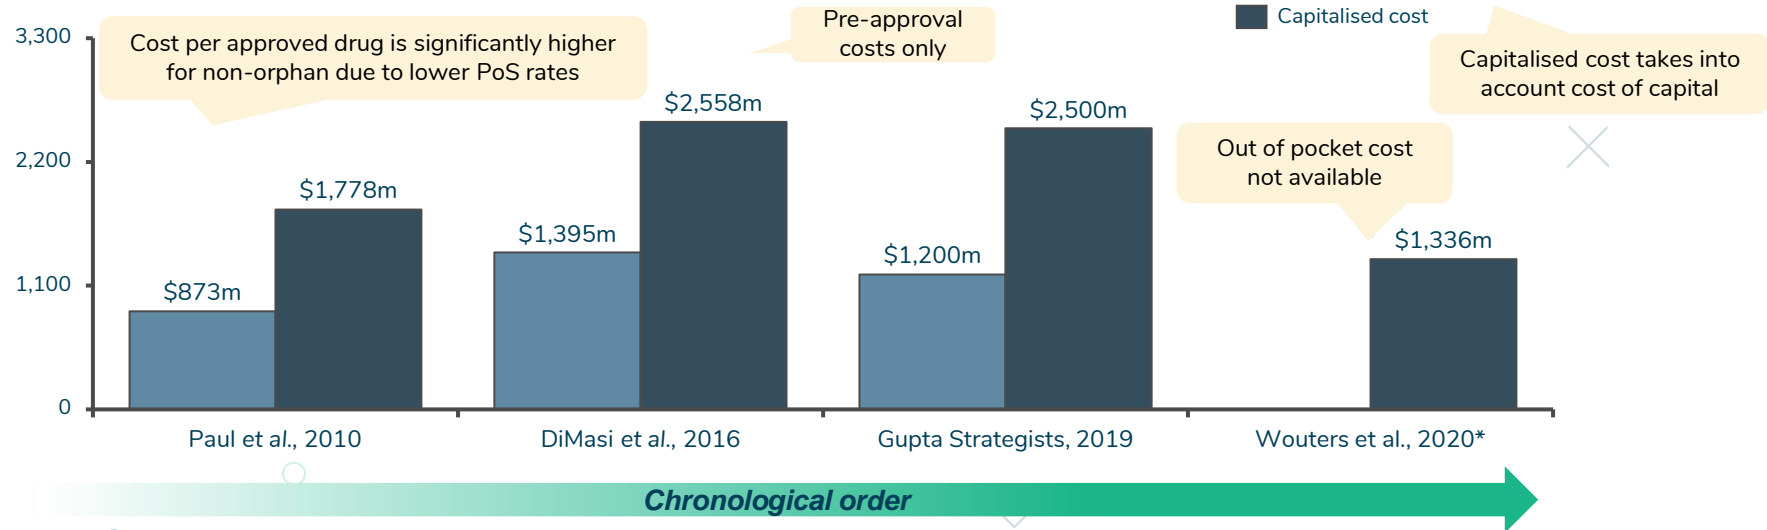 Pre-approval
costs only
Capitalised cost
3,300
Cost per approved drug is significantly higher
for non-orphan due to lower PoS rates
Capitalised cost takes into
account cost of capital
$2,558m
$2,500m
Out of pocket cost
not available
2,200
$1,778m
$1,395m
$1,336m
$1,200m
1,100
$873m
0
Paul et al., 2010
DiMasi et al., 2016
Gupta Strategists, 2019
Wouters et al., 2020*
Chronological order